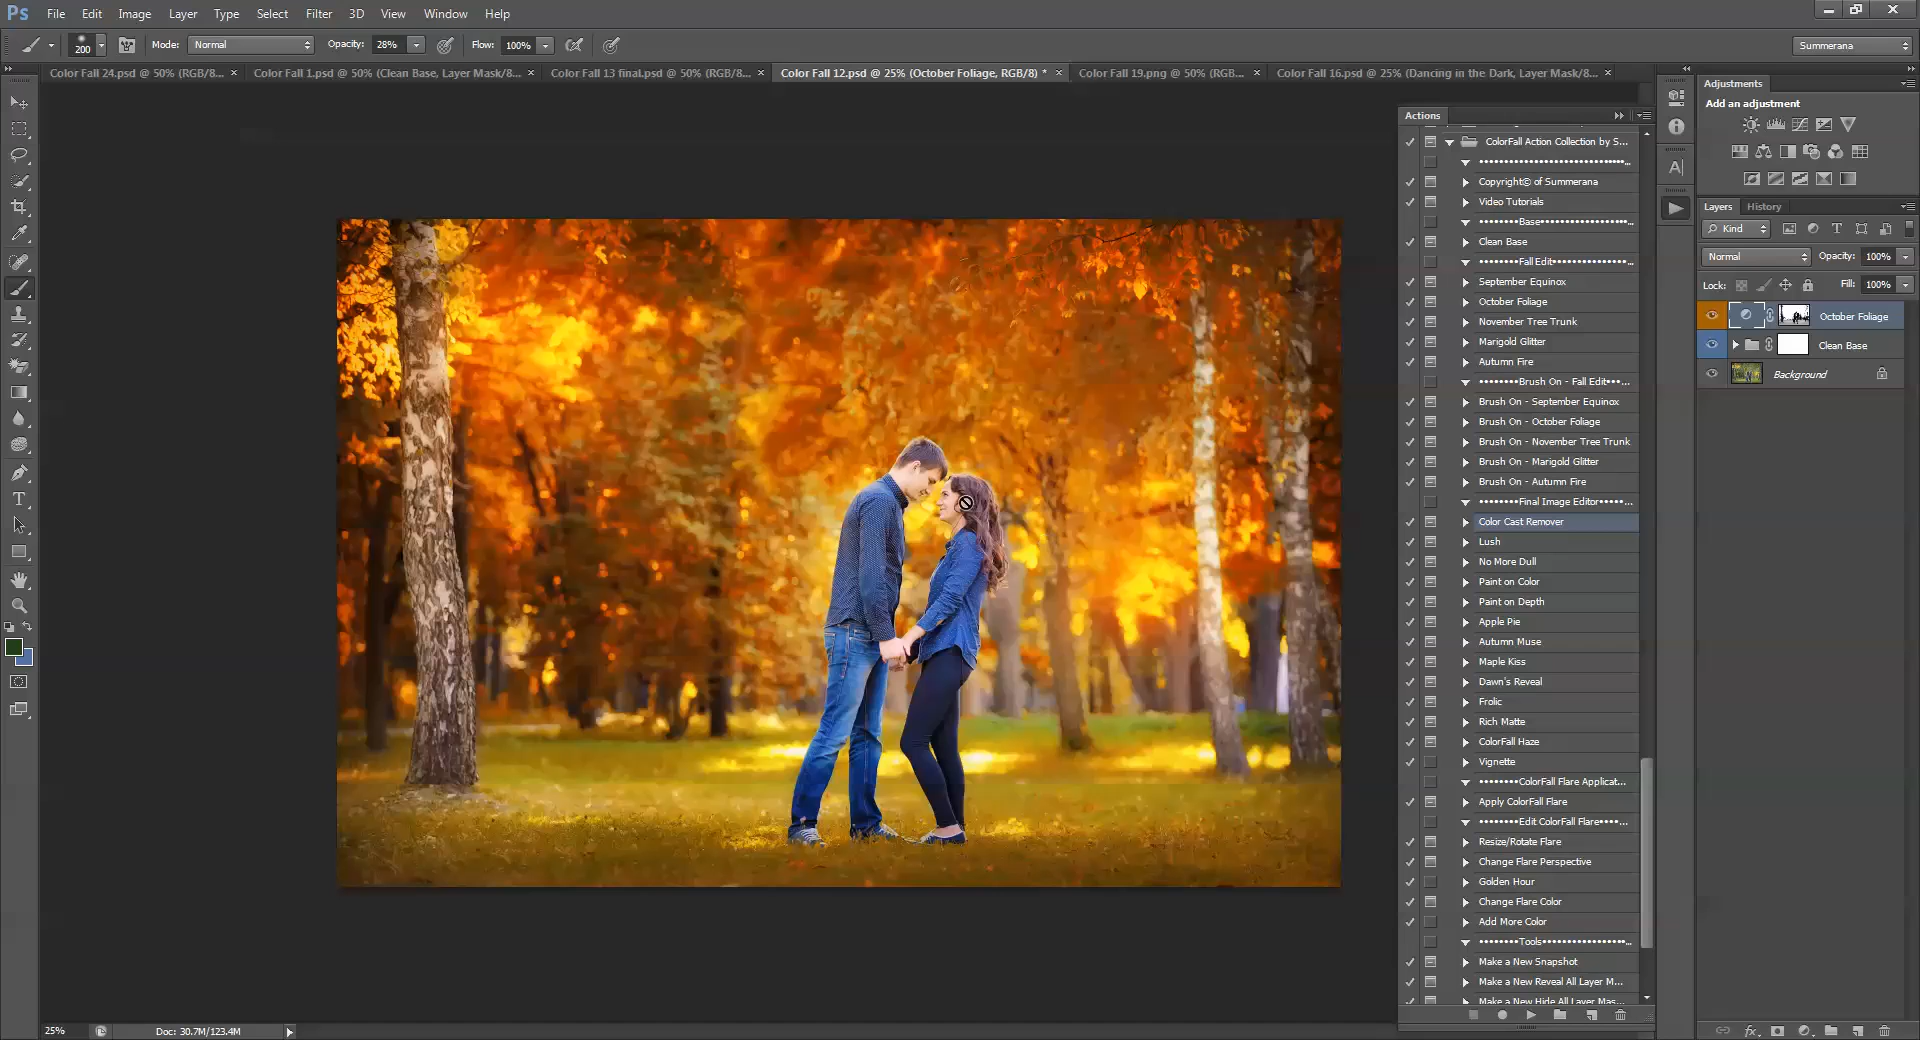 Ps File Edit Image Layer Type Select Filter 3D View Window Help
200 Mode: Normal Opacity: 28% Flow: 100% Summerana
Color Fall 24.psd @ 50% (RGB/8... × Color Fall 1.psd @ 50% (Clean Base, Layer Mask/8... × Color Fall 13 final.psd @ 50% (RGB/8... × Color Fall 12.psd @ 25% (October Foliage, RGB/8) * × Color Fall 19.png @ 50% (RGB... × Color Fall 16.psd @ 25% (Dancing in the Dark, Layer Mask/8... ×
Actions
ColorFall Action Collection by S...
Copyright© of Summerana
Video Tutorials
••••••••Base••••••••••••••••••...
Clean Base
••••••••Fall Edit•••••••••••••••...
September Equinox
October Foliage
November Tree Trunk
Marigold Glitter
Autumn Fire
••••••••Brush On - Fall Edit•••...
Brush On - September Equinox
Brush On - October Foliage
Brush On - November Tree Trunk
Brush On - Marigold Glitter
Brush On - Autumn Fire
••••••••Final Image Editor•••••...
Color Cast Remover
Lush
No More Dull
Paint on Color
Paint on Depth
Apple Pie
Autumn Muse
Maple Kiss
Dawn's Reveal
Frolic
Rich Matte
ColorFall Haze
Vignette
••••••••ColorFall Flare Applicat...
Apply ColorFall Flare
••••••••Edit ColorFall Flare••••...
Resize/Rotate Flare
Change Flare Perspective
Golden Hour
Change Flare Color
Add More Color
••••••••Tools•••••••••••••••••...
Make a New Snapshot
Make a New Reveal All Layer M...
Make a New Hide All Layer Mas...
Adjustments
Add an adjustment
Layers History
Kind
Normal Opacity: 100%
Lock: Fill: 100%
October Foliage
Clean Base
Background
25% Doc: 30.7M/123.4M